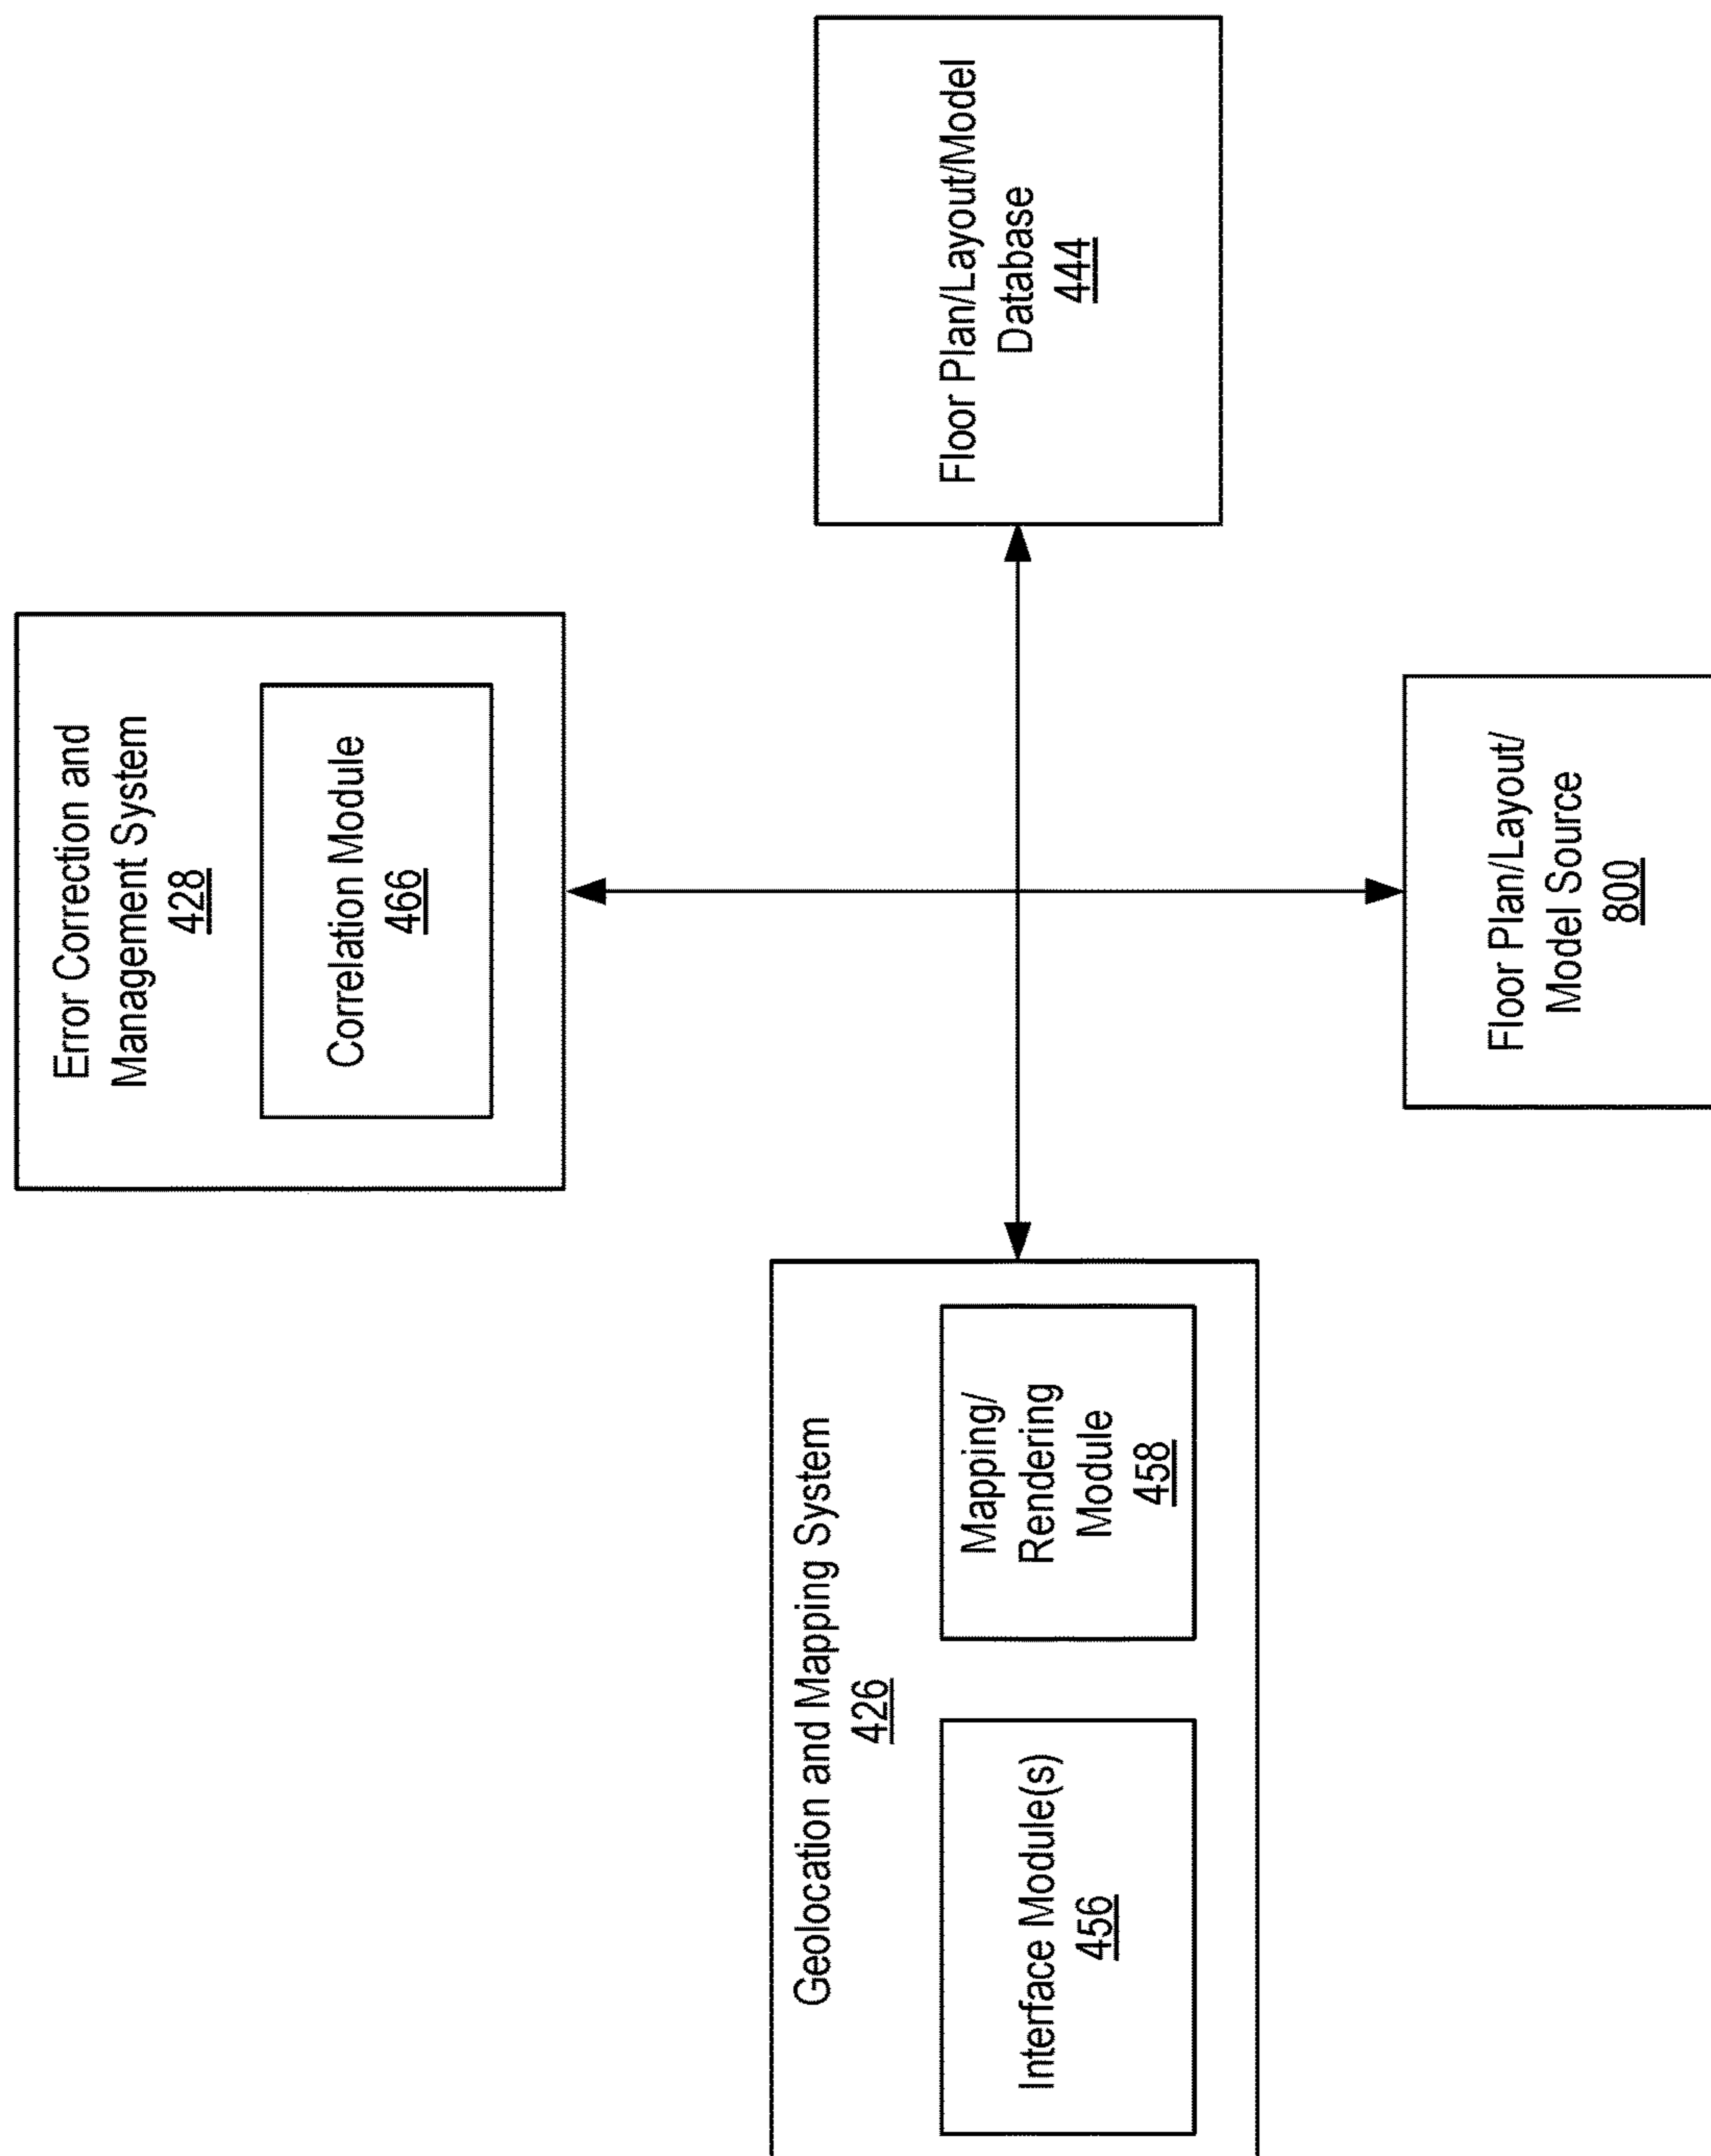 Error Correction and
Management System
428
Correlation Module
466
Geolocation and Mapping System
426
Interface Module(s)
456
Mapping/
Rendering
Module
458
Floor Plan/Layout/Model
Database
444
Floor Plan/Layout/
Model Source
800